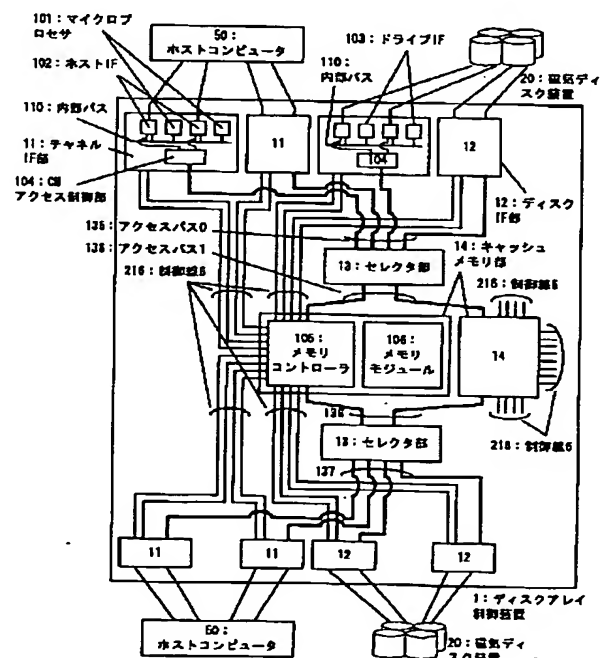 101：マイクロプ
ロセサ
102：ホストIF
110：内部パス
11：チャネル
IF部
104：CM
アクセス制御部
50：
ホストコンピュータ
103：ドライブIF
110：
内部パス
20：磁気ディ
スク装置
11
104
12
12：ディスク
IF部
135：アクセスパス0
136：アクセスパス1
216：制御線6
13：セレクタ部
14：キャッシュ
メモリ部
216：制御線6
105：
メモリ
コントローラ
106：
メモリ
モジュール
14
136
13：セレクタ部
137
218：制御線6
11
11
12
12
1：ディスクアレイ
制御装置
50：
ホストコンピュータ
20：磁気ディ
スク装置